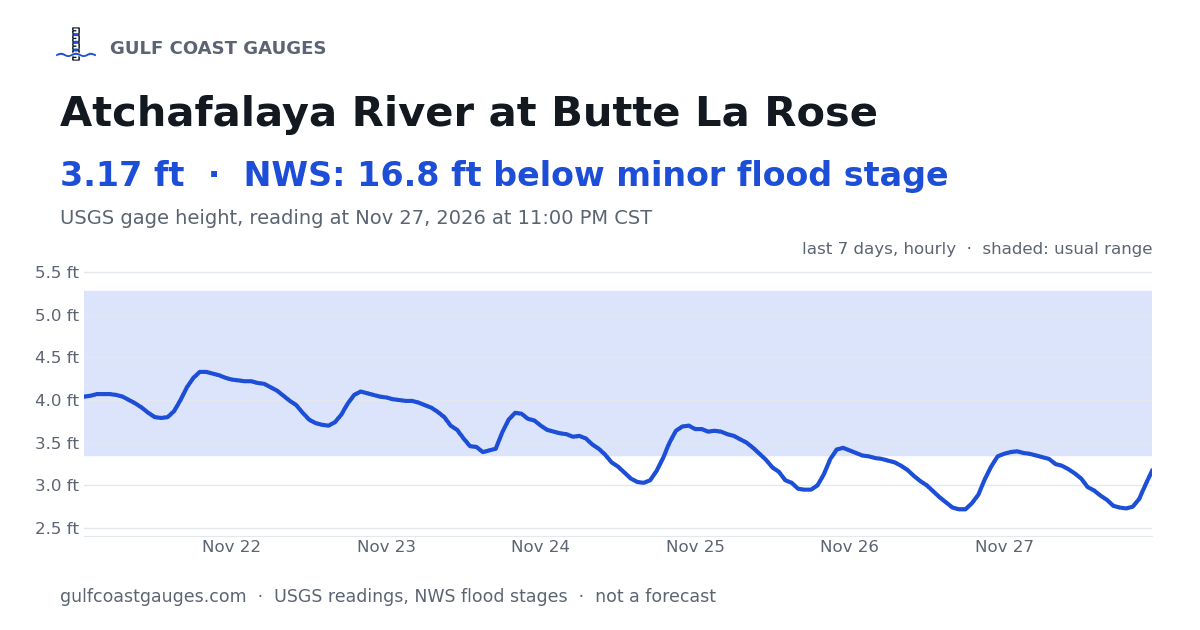 GULF COAST GAUGES
Atchafalaya River at Butte La Rose
3.17 ft · NWS: 16.8 ft below minor flood stage
USGS gage height, reading at Nov 27, 2026 at 11:00 PM CST
last 7 days, hourly · shaded: usual range
5.5 ft
5.0 ft
4.5 ft
4.0 ft
3.5 ft
3.0 ft
2.5 ft
Nov 22 Nov 23 Nov 24 Nov 25 Nov 26 Nov 27
gulfcoastgauges.com · USGS readings, NWS flood stages · not a forecast